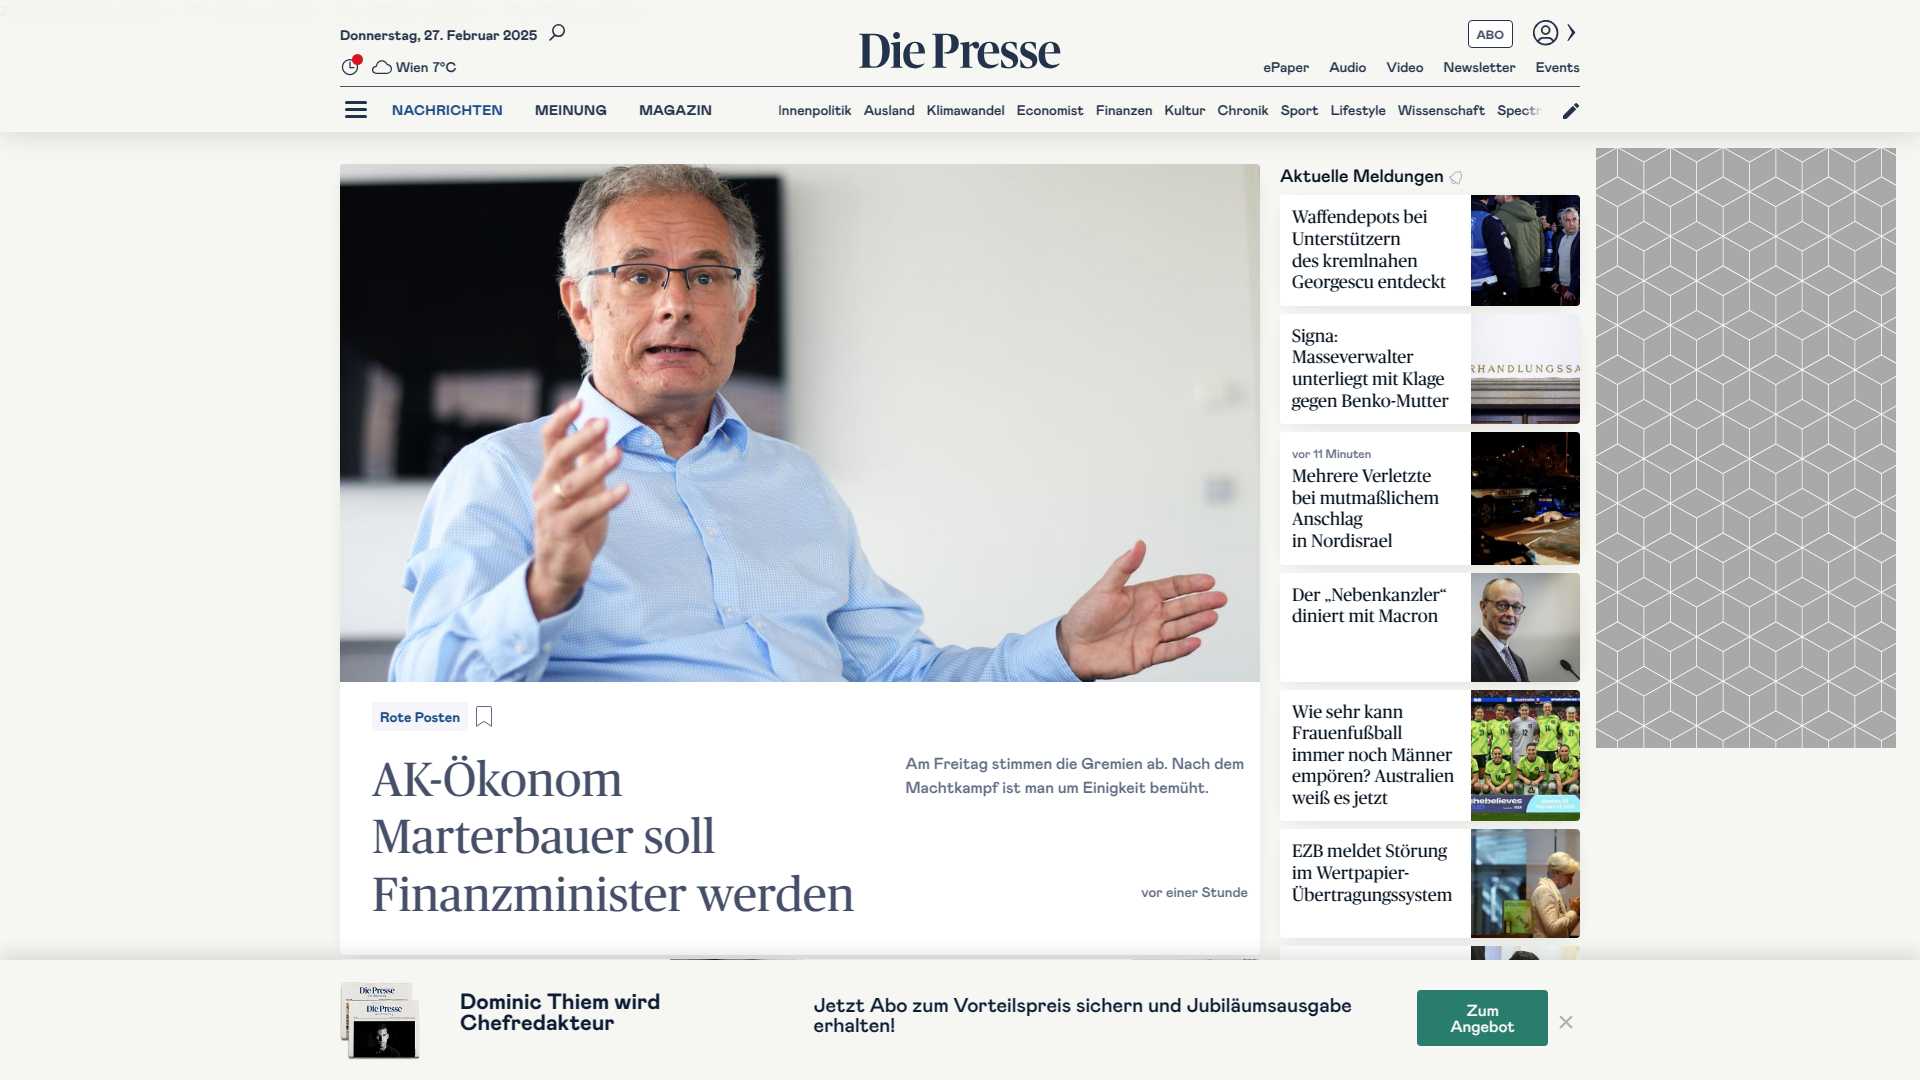 Donnerstag, 27. Februar 2025
Wien 7°C
Die Presse
ABO
ePaper Audio Video Newsletter Events
NACHRICHTEN MEINUNG MAGAZIN
Innenpolitik Ausland Klimawandel Economist Finanzen Kultur Chronik Sport Lifestyle Wissenschaft Spectr
Rote Posten
AK-Ökonom
Marterbauer soll
Finanzminister werden
Am Freitag stimmen die Gremien ab. Nach dem
Machtkampf ist man um Einigkeit bemüht.
vor einer Stunde
Aktuelle Meldungen
Waffendepots bei
Unterstützern
des kremlnahen
Georgescu entdeckt
Signa:
Masseverwalter
unterliegt mit Klage
gegen Benko-Mutter
RHANDLUNGSSA
vor 11 Minuten
Mehrere Verletzte
bei mutmaßlichem
Anschlag
in Nordisrael
Der „Nebenkanzler“
diniert mit Macron
Wie sehr kann
Frauenfußball
immer noch Männer
empören? Australien
weiß es jetzt
hebelieves
EZB meldet Störung
im Wertpapier-
Übertragungssystem
Die Presse
Die Presse
Dominic Thiem wird
Chefredakteur
Jetzt Abo zum Vorteilspreis sichern und Jubiläumsausgabe
erhalten!
Zum
Angebot